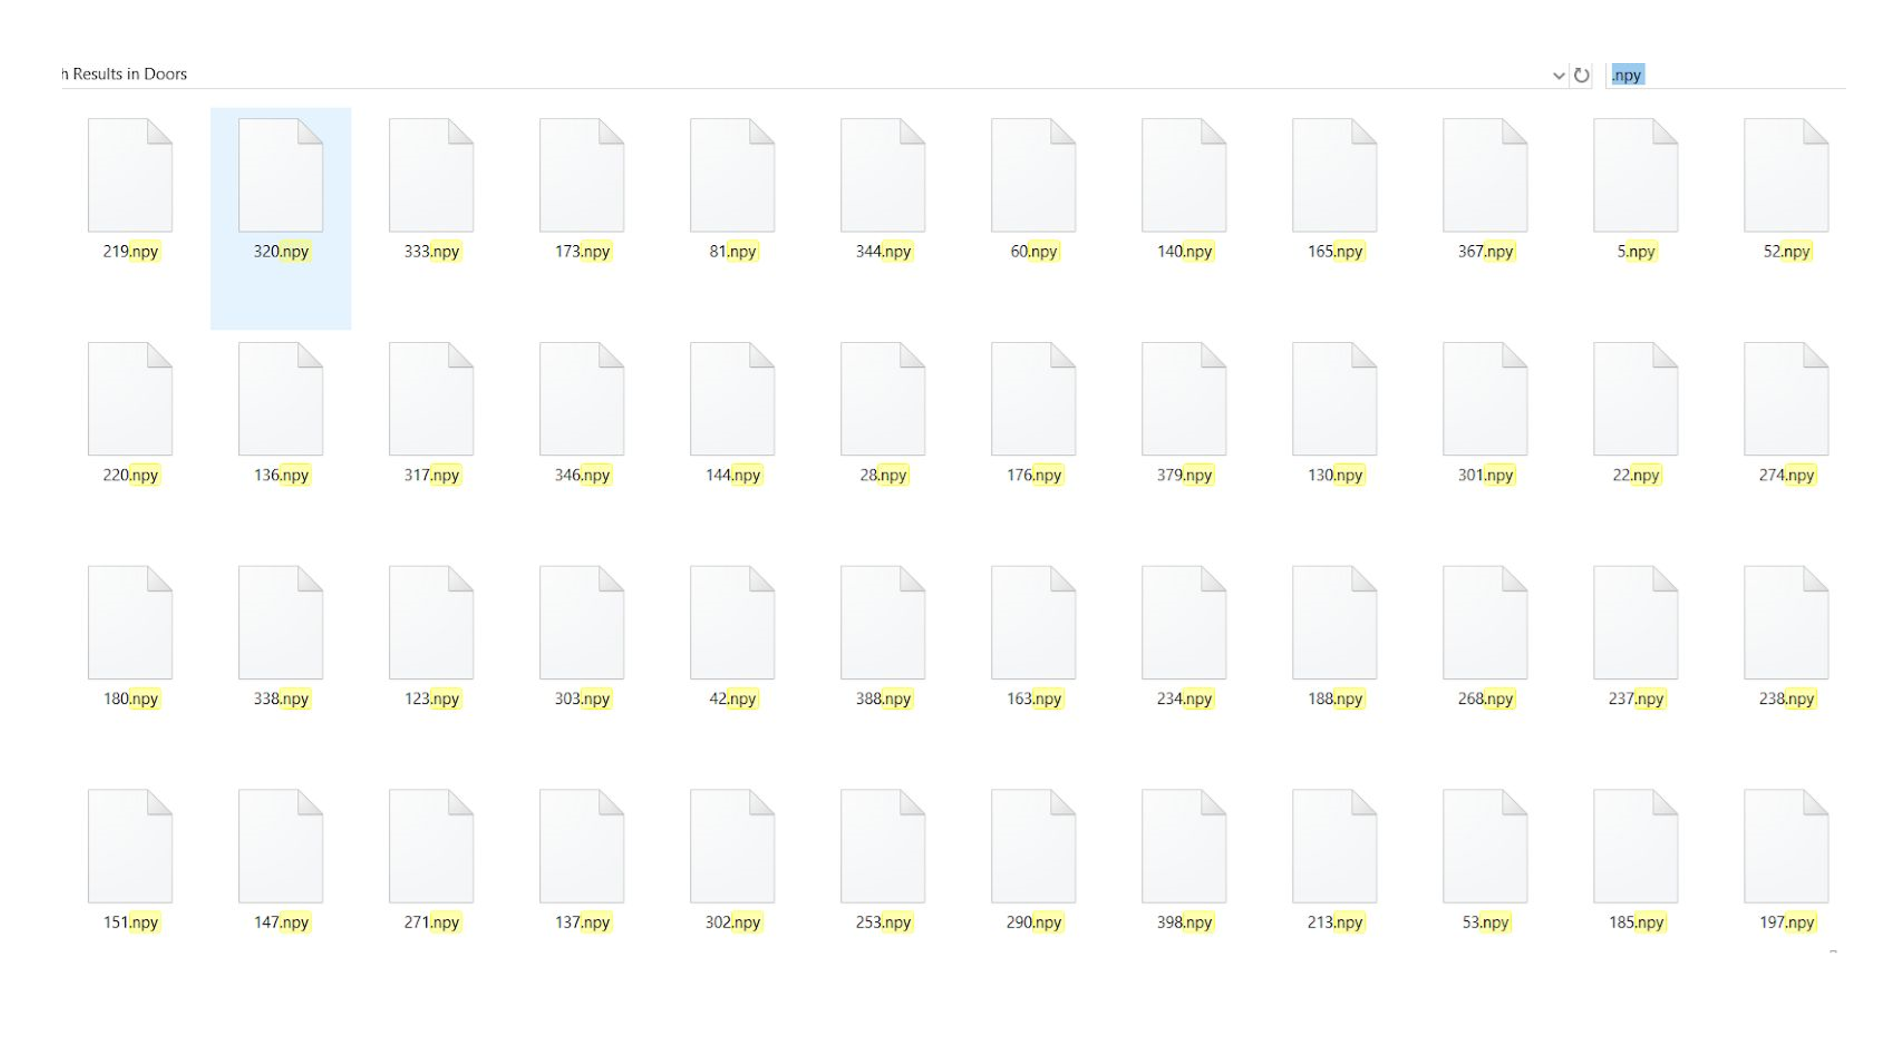 h Results in Doors .npy
219.npy 320.npy 333.npy 173.npy 81.npy 344.npy 60.npy 140.npy 165.npy 367.npy 5.npy 52.npy
220.npy 136.npy 317.npy 346.npy 144.npy 28.npy 176.npy 379.npy 130.npy 301.npy 22.npy 274.npy
180.npy 338.npy 123.npy 303.npy 42.npy 388.npy 163.npy 234.npy 188.npy 268.npy 237.npy 238.npy
151.npy 147.npy 271.npy 137.npy 302.npy 253.npy 290.npy 398.npy 213.npy 53.npy 185.npy 197.npy